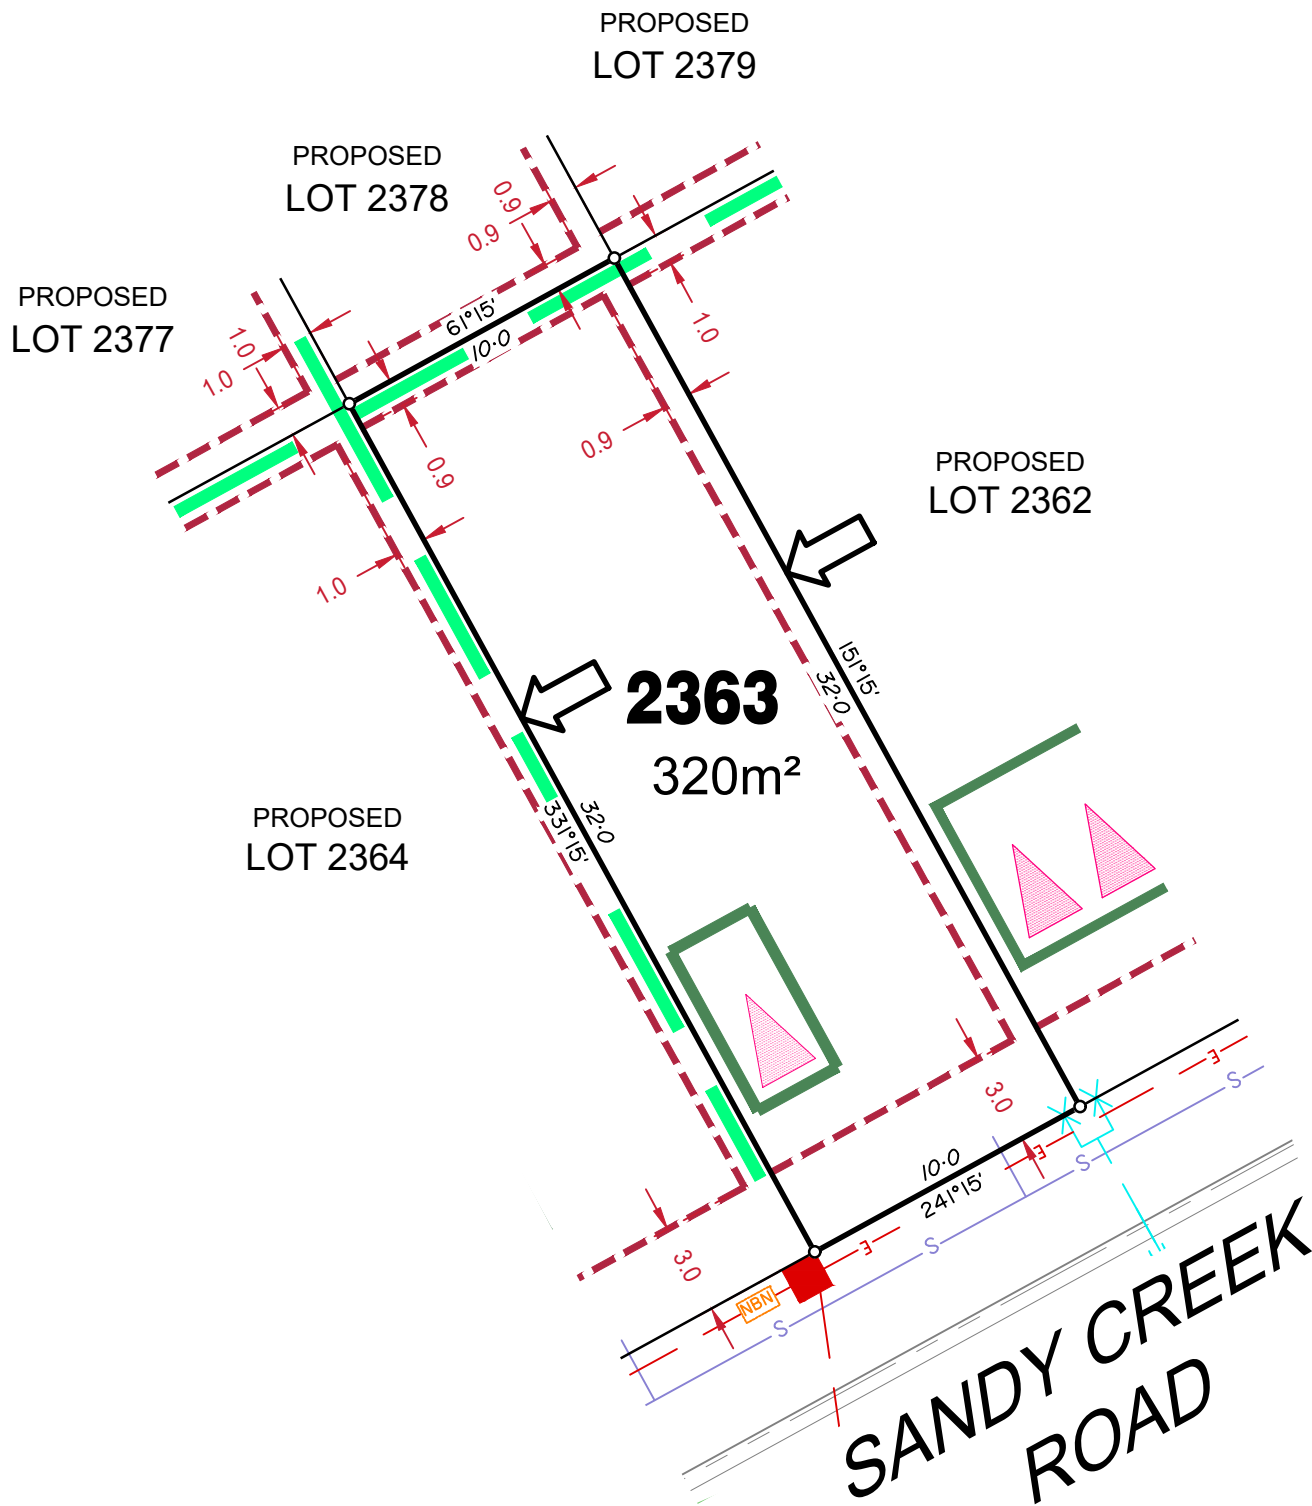 PROPOSED
LOT 2379
PROPOSED
LOT 2378
0.9
0.9
PROPOSED
LOT 2377
1.0
1.0
61°15'
10·0
1.0
0.9
0.9
PROPOSED
LOT 2362
1.0
151°15'
32·0
2363
320m²
32·0
331°15'
PROPOSED
LOT 2364
3.0
10·0
241°15'
3.0
E
S
E
S
E
S
NBN
S
SANDY CREEK
ROAD